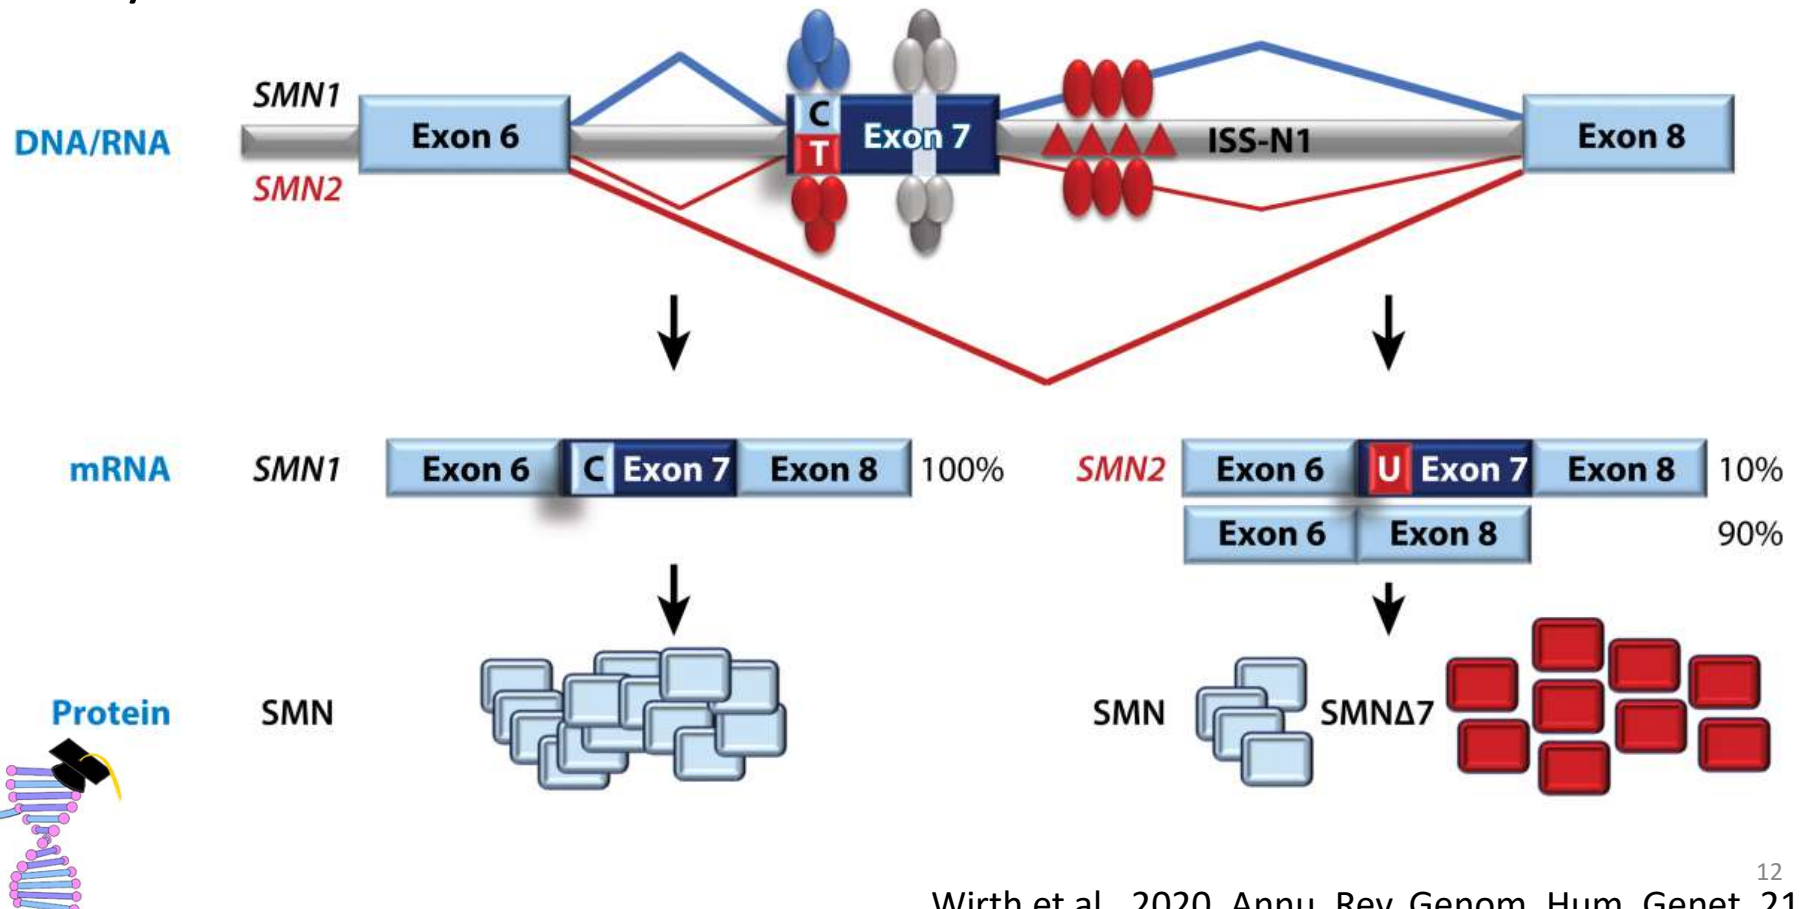 SMN1
DNA/RNA
Exon 6
C
T
Exon 7
ISS-N1
Exon 8
SMN2
mRNA
SMN1
Exon 6
C
Exon 7
Exon 8
100%
SMN2
Exon 6
U
Exon 7
Exon 8
10%
Exon 6
Exon 8
90%
Protein
SMN
SMN
SMNΔ7
12
Wirth et al., 2020, Annu. Rev. Genom. Hum. Genet. 21